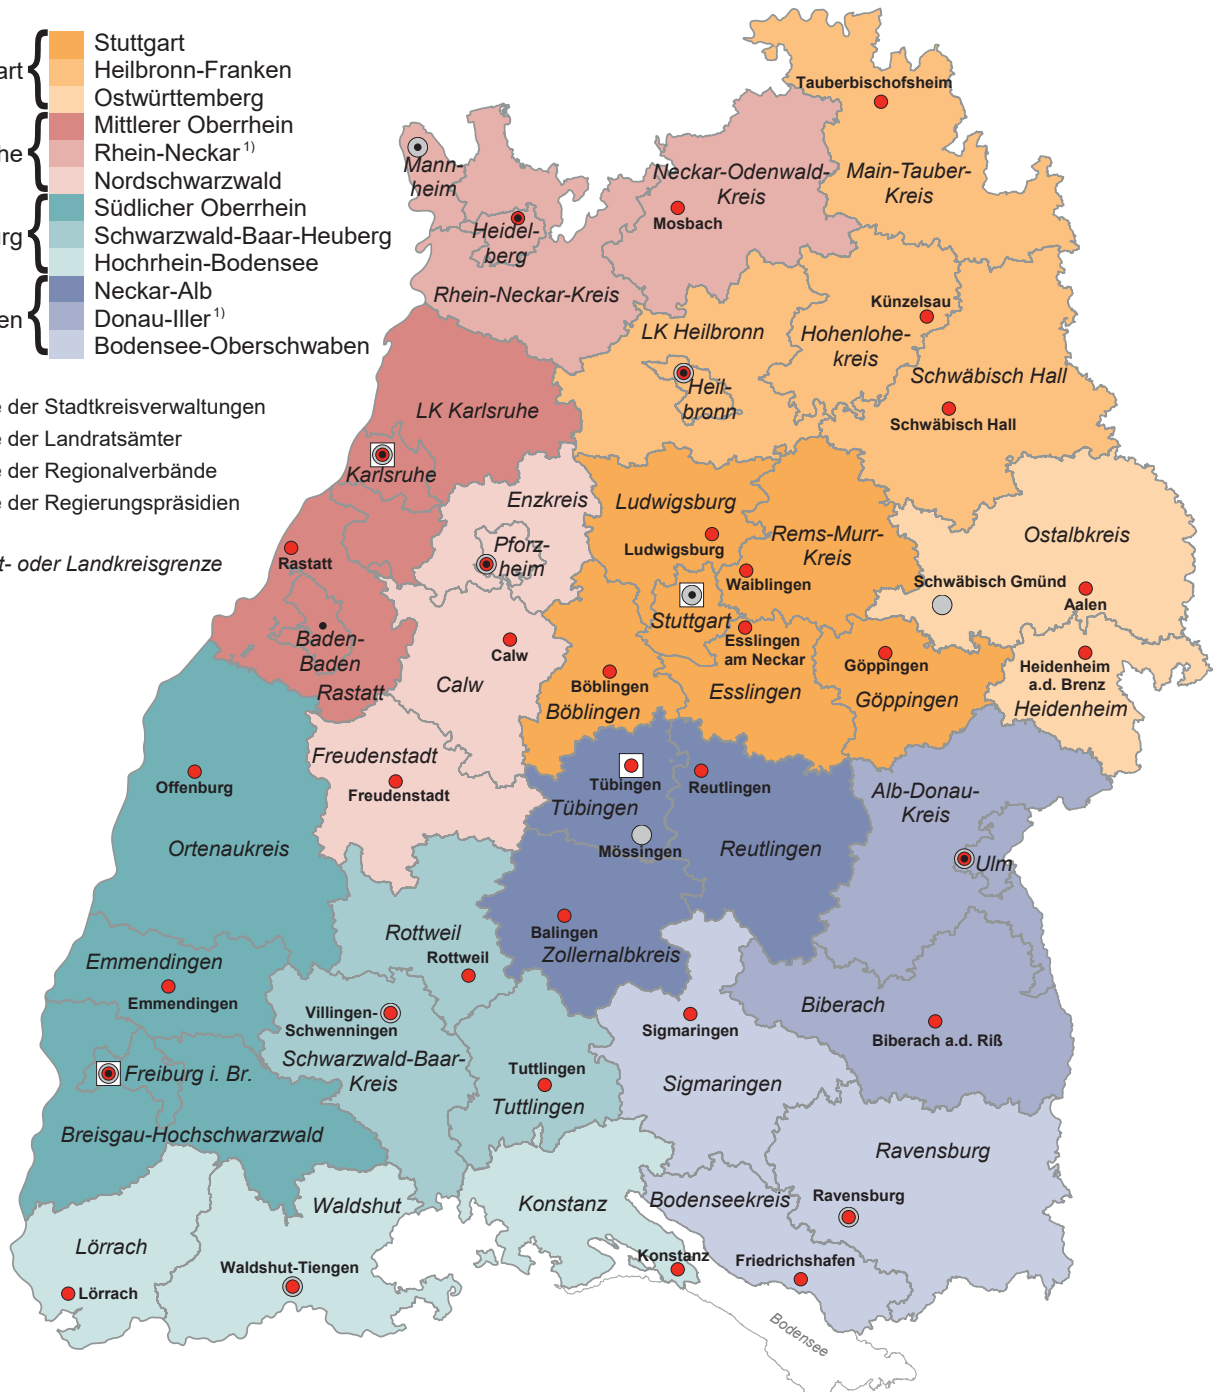 Stuttgart
art
Heilbronn-Franken
Ostwürttemberg
Mittlerer Oberrhein
he
Rhein-Neckar 1)
Nordschwarzwald
Südlicher Oberrhein
rg
Schwarzwald-Baar-Heuberg
Hochrhein-Bodensee
Neckar-Alb
en
Donau-Iller 1)
Bodensee-Oberschwaben
e der Stadtkreisverwaltungen
e der Landratsämter
e der Regionalverbände
e der Regierungspräsidien
t- oder Landkreisgrenze
Tauberbischofsheim
Main-Tauber-
Kreis
Neckar-Odenwald-
Kreis
Mosbach
Mann-
heim
Heidel-
berg
Rhein-Neckar-Kreis
Künzelsau
LK Heilbronn
Hohenlohe-
kreis
Heil-
bronn
Schwäbisch Hall
Schwäbisch Hall
LK Karlsruhe
Karlsruhe
Enzkreis
Pforz-
heim
Ludwigsburg
Ludwigsburg
Rems-Murr-
Kreis
Waiblingen
Ostalbkreis
Schwäbisch Gmünd
Aalen
Rastatt
Baden-
Baden
Rastatt
Calw
Calw
Stuttgart
Esslingen
am Neckar
Esslingen
Böblingen
Böblingen
Göppingen
Göppingen
Heidenheim
a.d. Brenz
Heidenheim
Freudenstadt
Freudenstadt
Offenburg
Ortenaukreis
Tübingen
Tübingen
Mössingen
Reutlingen
Reutlingen
Alb-Donau-
Kreis
Ulm
Rottweil
Rottweil
Balingen
Zollernalbkreis
Emmendingen
Emmendingen
Villingen-
Schwenningen
Schwarzwald-Baar-
Kreis
Sigmaringen
Sigmaringen
Biberach
Biberach a.d. Riß
Freiburg i. Br.
Breisgau-Hochschwarzwald
Tuttlingen
Tuttlingen
Ravensburg
Ravensburg
Waldshut
Waldshut-Tiengen
Lörrach
Lörrach
Konstanz
Konstanz
Bodenseekreis
Friedrichshafen
Bodensee